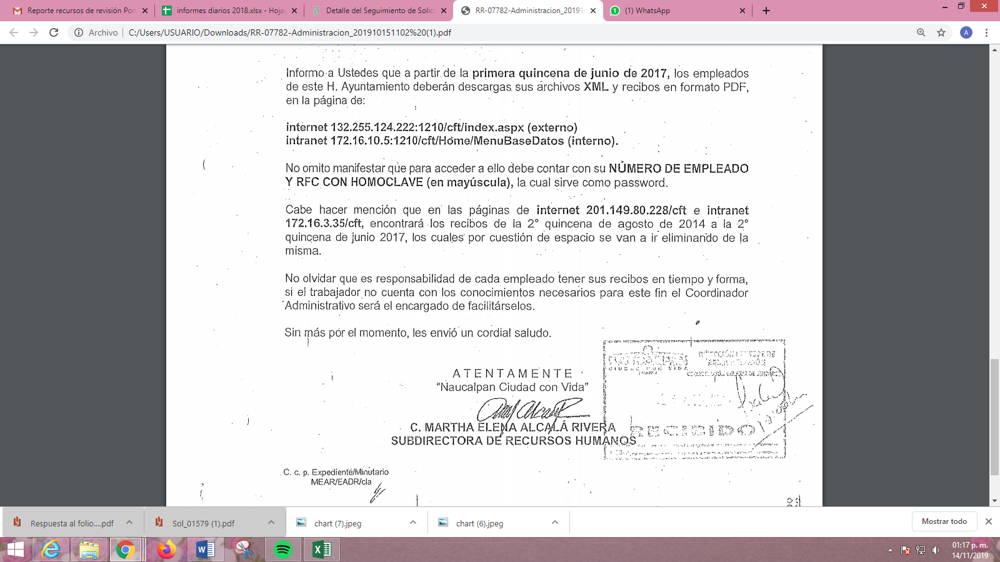 Reporte recursos de revisión Pon
informes diarios 2018.xlsx - Hoja
Detalle del Seguimiento de Solici
RR-07782-Administracion_20191
(1) WhatsApp
Archivo | C:/Users/USUARIO/Downloads/RR-07782-Administracion_201910151102%20(1).pdf
A
Informo a Ustedes que a partir de la primera quincena de junio de 2017, los empleados
de este H. Ayuntamiento deberán descargas sus archivos XML y recibos en formato PDF,
en la página de:
internet 132.255.124.222:1210/cft/index.aspx (externo)
intranet 172.16.10.5:1210/cft/Home/MenuBaseDatos (interno).
No omito manifestar que para acceder a ello debe contar con su NÚMERO DE EMPLEADO
Y RFC CON HOMOCLAVE (en mayúscula), la cual sirve como password.
Cabe hacer mención que en las páginas de internet 201.149.80.228/cft e intranet
172.16.3.35/cft, encontrará los recibos de la 2° quincena de agosto de 2014 a la 2°
quincena de junio 2017, los cuales por cuestión de espacio se van a ir eliminando de la
misma.
No olvidar que es responsabilidad de cada empleado tener sus recibos en tiempo y forma,
si el trabajador no cuenta con los conocimientos necesarios para este fin el Coordinador
Administrativo será el encargado de facilitárselos.
Sin más por el momento, les envió un cordial saludo.
A T E N T A M E N T E
“Naucalpan Ciudad con Vida”
C. MARTHA ELENA ALCALÁ RIVERA
SUBDIRECTORA DE RECURSOS HUMANOS
RECIBIDO
C. c. p. Expediente/Minutario
MEAR/EADR/cla
Respuesta al folio....pdf
Sol_01579 (1).pdf
chart (7).jpeg
chart (6).jpeg
Mostrar todo
01:17 p. m.
14/11/2019